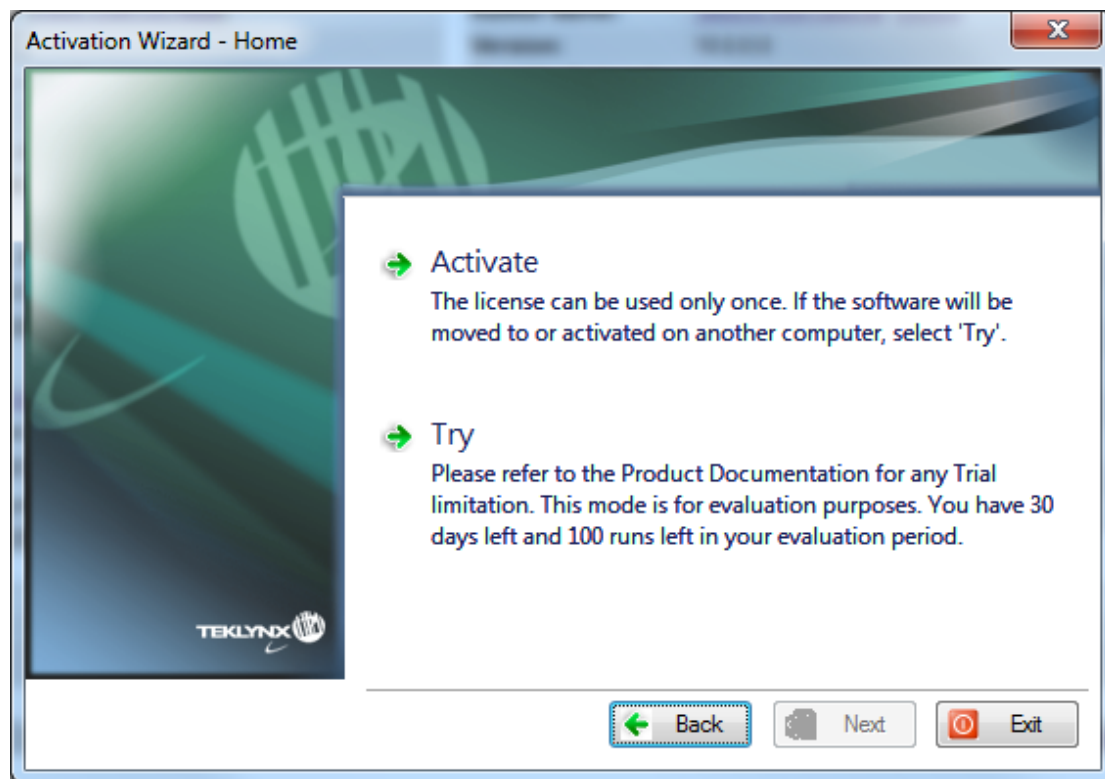 Activation Wizard - Home
Activate
The license can be used only once. If the software will be
moved to or activated on another computer, select 'Try'.
Try
Please refer to the Product Documentation for any Trial
limitation. This mode is for evaluation purposes. You have 30
days left and 100 runs left in your evaluation period.
TEKLYNX
Back
Next
Exit